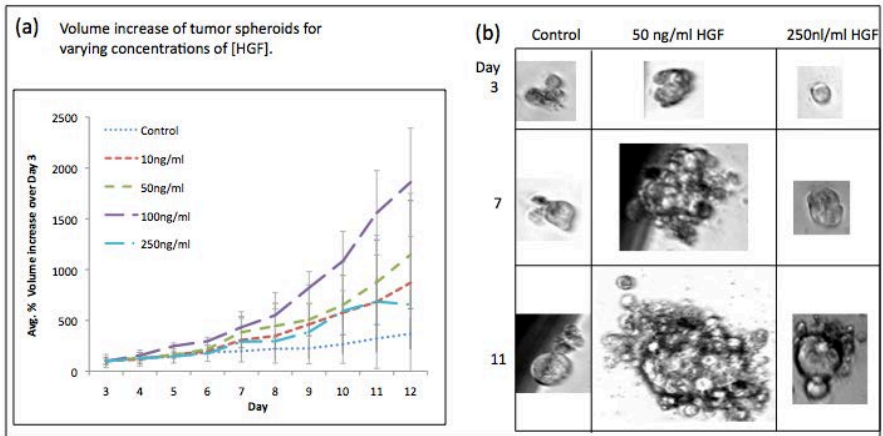 (a) Volume increase of tumor spheroids for
varying concentrations of [HGF].
Avg. % Volume increase over Day 3
2500
2000
1500
1000
500
0
Control
10ng/ml
50ng/ml
100ng/ml
250ng/ml
3 4 5 6 7 8 9 10 11 12
Day
(b) Control 50 ng/ml HGF 250nl/ml HGF
Day
3
7
11